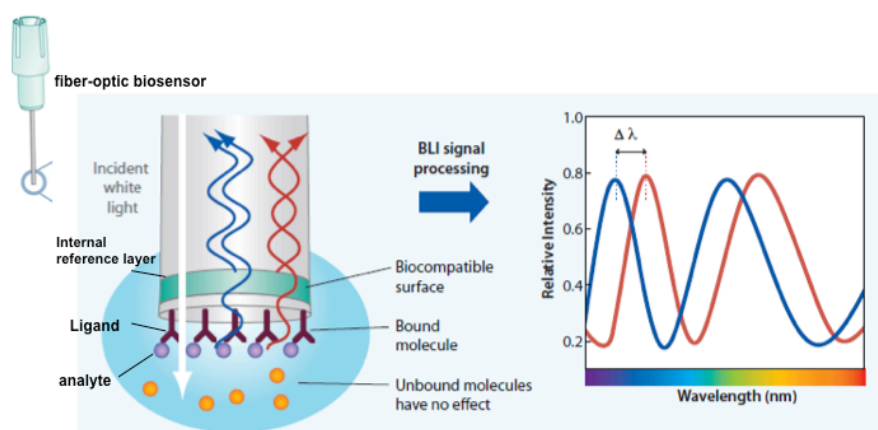 fiber-optic biosensor
Incident
white
light
Internal
reference layer
Ligand
analyte
BLI signal
processing
Biocompatible
surface
Bound
molecule
Unbound molecules
have no effect
Δ λ
1.0
0.8
0.6
0.4
0.2
Relative Intensity
Wavelength (nm)